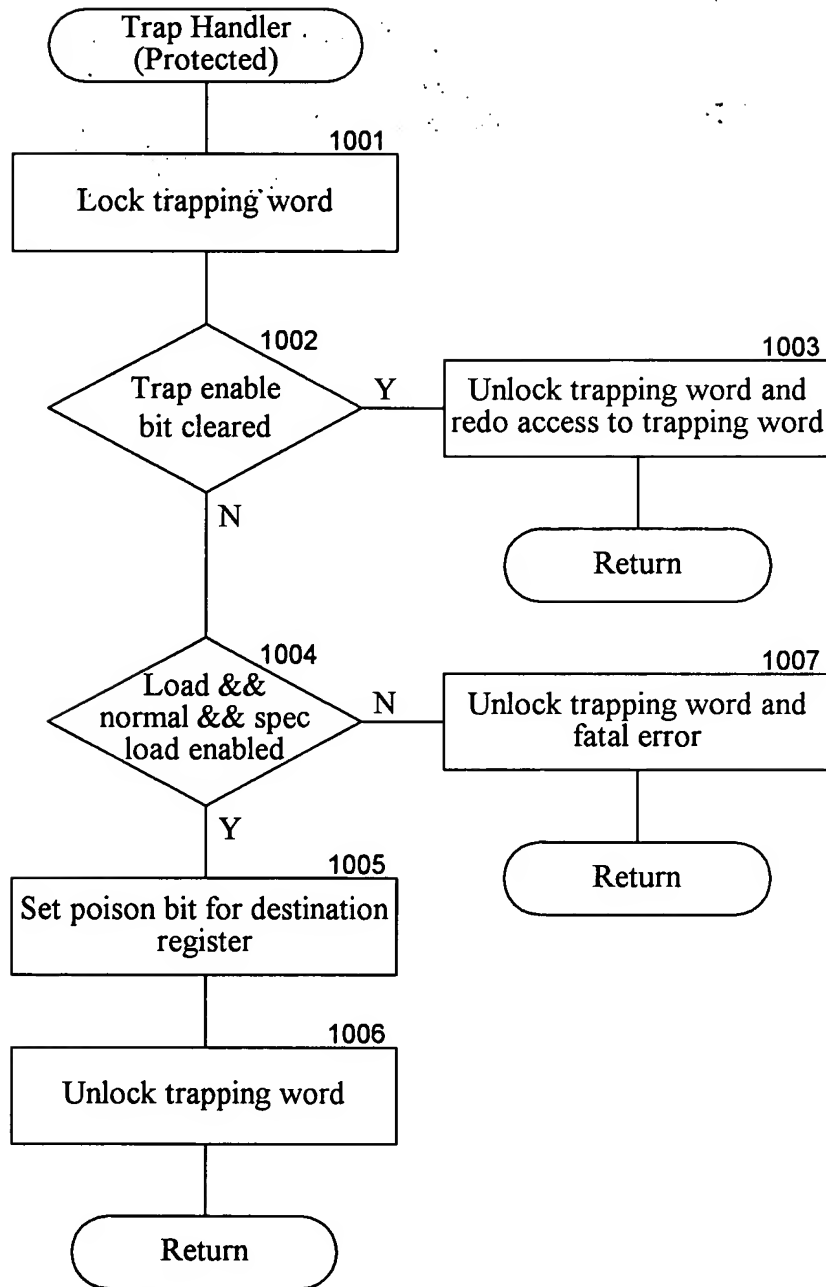 Trap Handler
(Protected)
1001
Lock trapping word
1002
Trap enable
bit cleared
Y
N
1003
Unlock trapping word and
redo access to trapping word
Return
1004
Load &&
normal && spec
load enabled
N
Y
1007
Unlock trapping word and
fatal error
Return
1005
Set poison bit for destination
register
1006
Unlock trapping word
Return